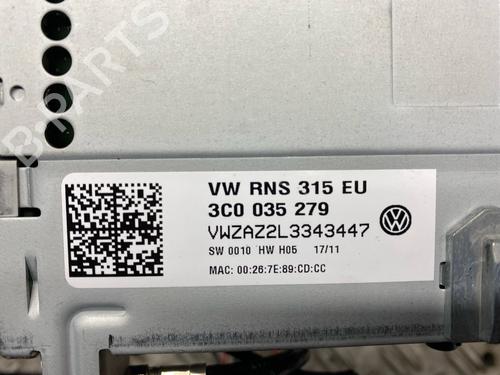 B-PARTS
VW RNS 315 EU
3C0 035 279
VWZAZ2L3343447
SW 0010 HW H05 17/11
MAC: 00:26:7E:89:CD:CC